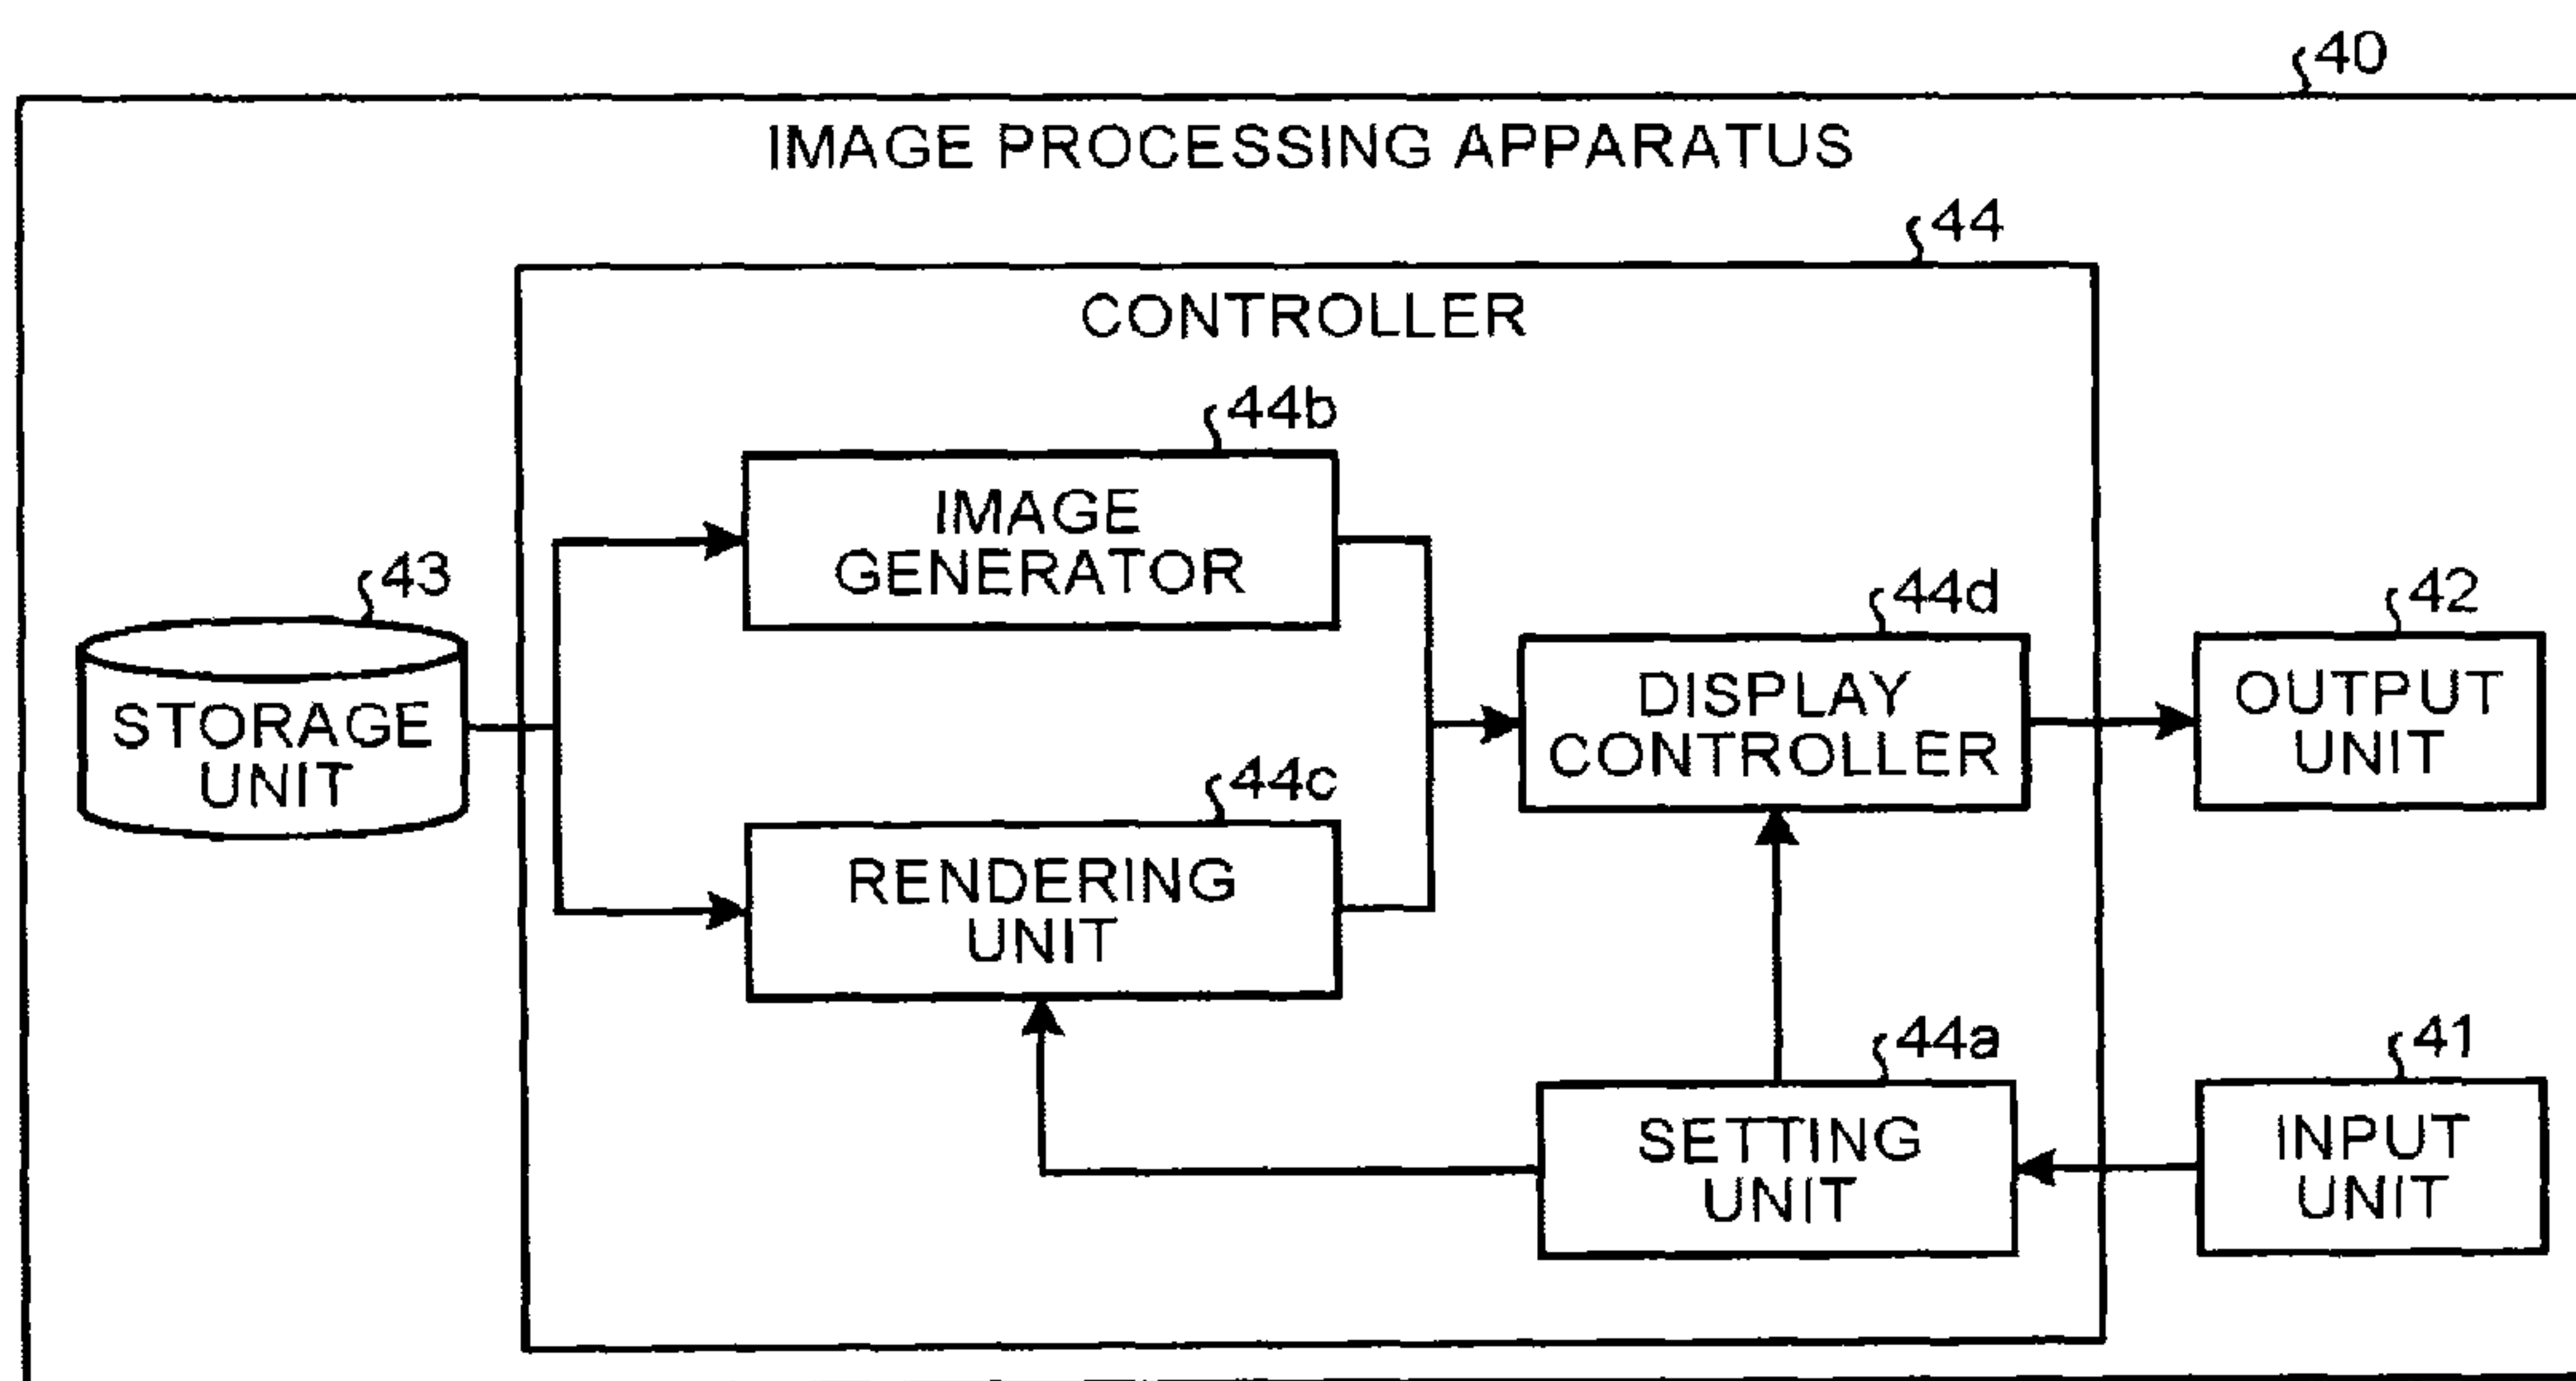 40
IMAGE PROCESSING APPARATUS
44
CONTROLLER
44b
IMAGE
GENERATOR
43
STORAGE
UNIT
44c
RENDERING
UNIT
44d
DISPLAY
CONTROLLER
42
OUTPUT
UNIT
44a
SETTING
UNIT
41
INPUT
UNIT